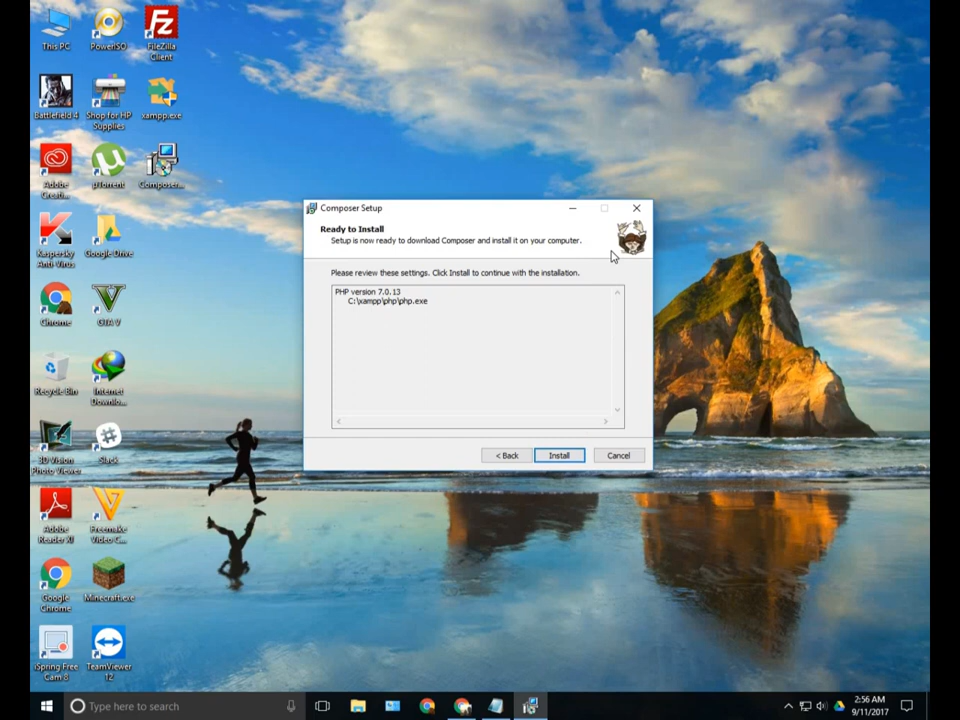 This PC
PowerISO
FileZilla
Client
Battlefield 4
Shop for HP
Supplies
xampp.exe
Adobe
Creati...
µTorrent
Composer...
Kaspersky
Anti-Virus
Google Drive
Chrome
GTA V
Recycle Bin
Internet
Downlo...
3D Vision
Photo Viewer
Slack
Adobe
Reader XI
Freemake
Video C...
Google
Chrome
Minecraft.exe
iSpring Free
Cam 8
TeamViewer
12
Composer Setup
Ready to Install
Setup is now ready to download Composer and install it on your computer.
Please review these settings. Click Install to continue with the installation.
PHP version 7.0.13
C:\xampp\php\php.exe
< Back
Install
Cancel
Type here to search
2:56 AM
9/11/2017